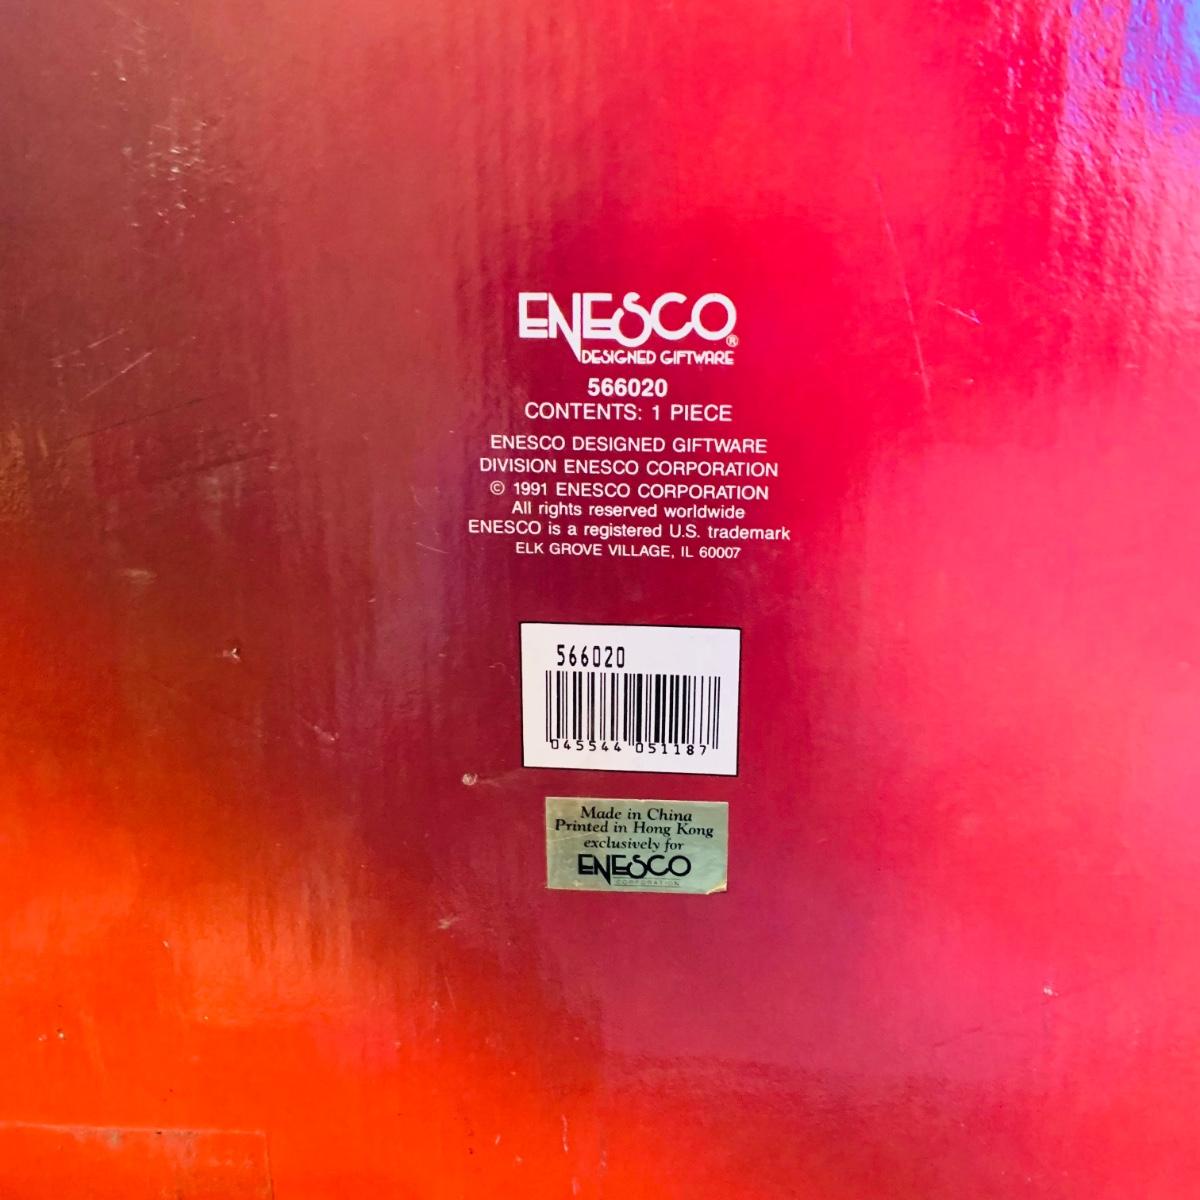 ENESCO®
DESIGNED GIFTWARE
566020
CONTENTS: 1 PIECE
ENESCO DESIGNED GIFTWARE
DIVISION ENESCO CORPORATION
© 1991 ENESCO CORPORATION
All rights reserved worldwide
ENESCO is a registered U.S. trademark
ELK GROVE VILLAGE, IL 60007
566020
045544 051187
Made in China
Printed in Hong Kong
exclusively for
ENESCO
CORPORATION